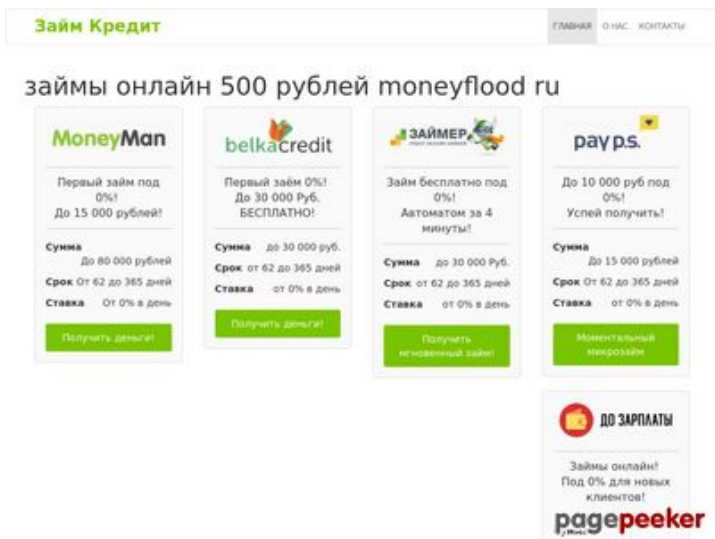 Займ Кредит
ГЛАВНАЯ О НАС КОНТАКТЫ
займы онлайн 500 рублей moneyflood ru
MoneyMan
Первый займ под
0%!
До 15 000 рублей!
Сумма
До 80 000 рублей
Срок От 62 до 365 дней
Ставка От 0% в день
Получить деньги!
belkacredit
Первый заём 0%!
До 30 000 Руб.
БЕСПЛАТНО!
Сумма до 30 000 руб.
Срок от 62 до 365 дней
Ставка от 0% в день
Получить деньги!
ЗАЙМЕР
Займ бесплатно под
0%!
Автоматом за 4
минуты!
Сумма до 30 000 Руб.
Срок от 62 до 365 дней
Ставка от 0% в день
Получить
мгновенный займ!
pay p.s.
До 10 000 руб под
0%!
Успей получить!
Сумма
До 15 000 рублей
Срок От 62 до 365 дней
Ставка от 0% в день
Моментальный
микрозайм
ДО ЗАРПЛАТЫ
Займы онлайн!
Под 0% для новых
клиентов!
pagepeeker